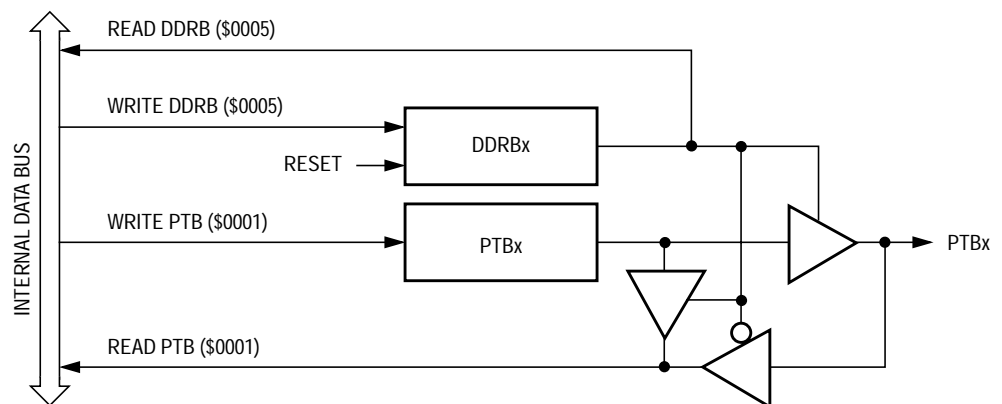 READ DDRB ($0005)
WRITE DDRB ($0005)
DDRBx
RESET
INTERNAL DATA BUS
WRITE PTB ($0001)
PTBx
PTBx
READ PTB ($0001)